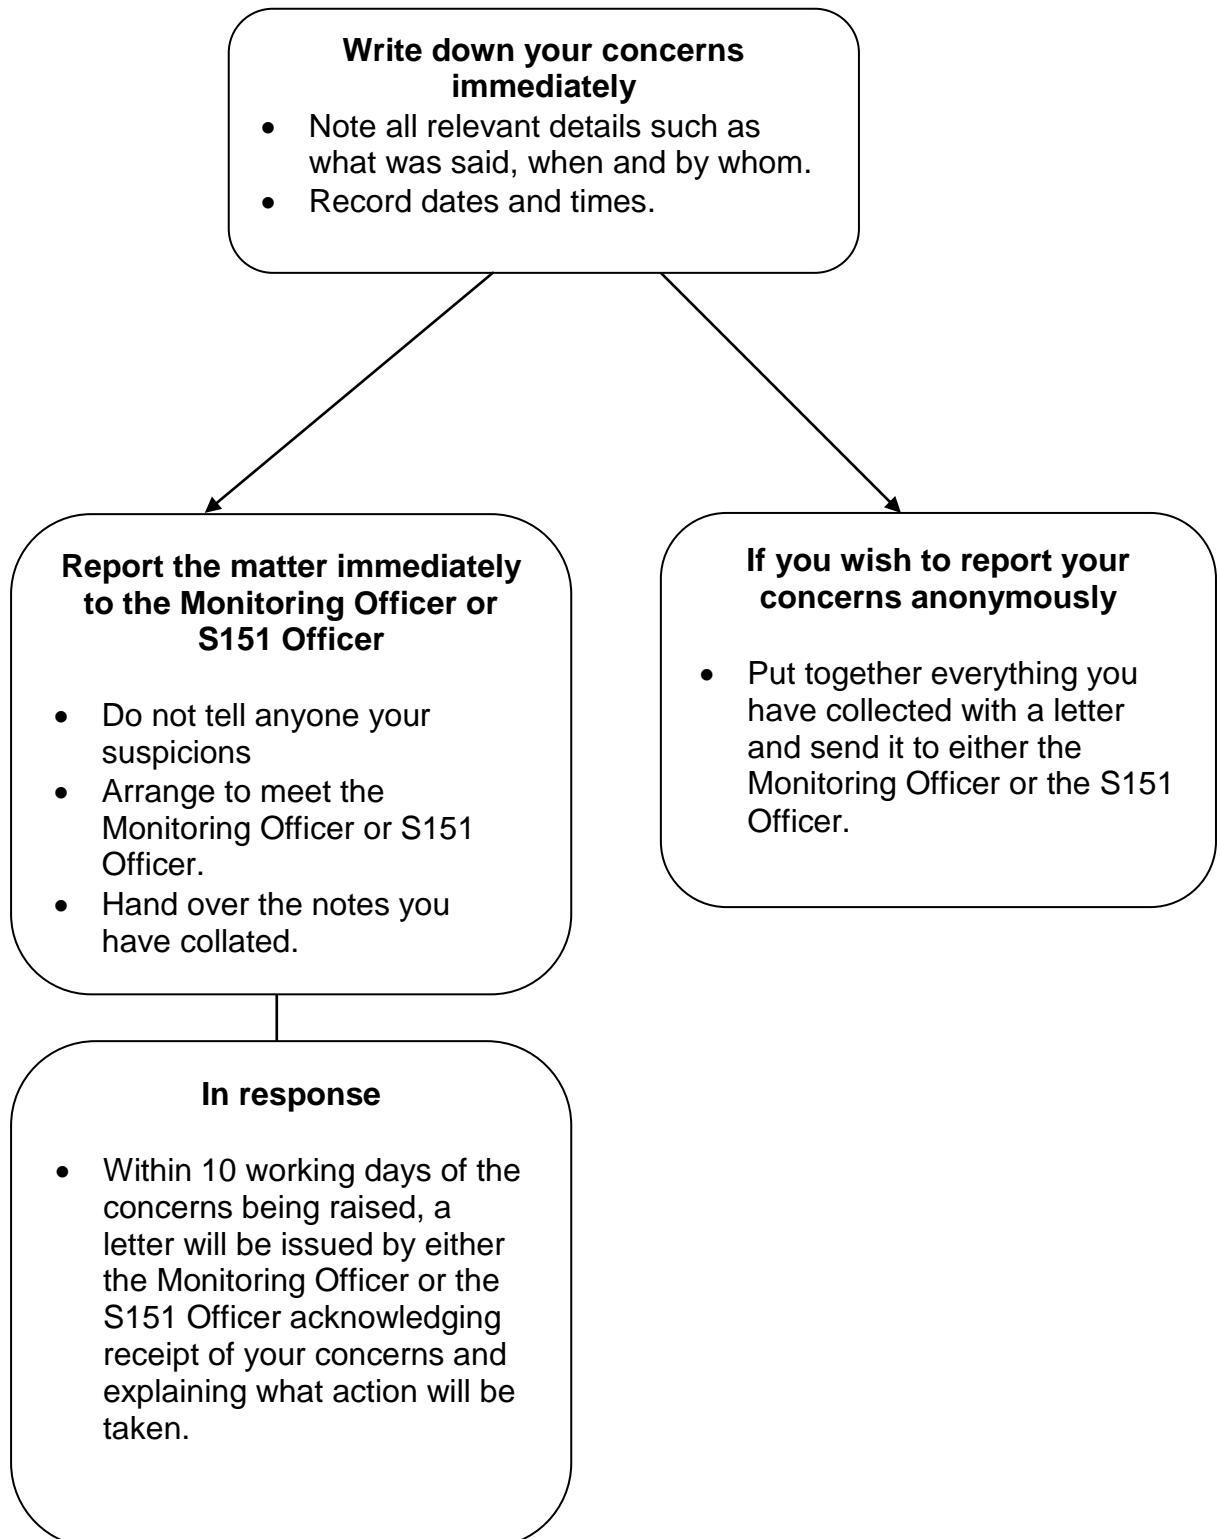 Write down your concerns
immediately
• Note all relevant details such as
what was said, when and by whom.
• Record dates and times.
Report the matter immediately
to the Monitoring Officer or
S151 Officer
• Do not tell anyone your
suspicions
• Arrange to meet the
Monitoring Officer or S151
Officer.
• Hand over the notes you
have collated.
If you wish to report your
concerns anonymously
• Put together everything you
have collected with a letter
and send it to either the
Monitoring Officer or the S151
Officer.
In response
• Within 10 working days of the
concerns being raised, a
letter will be issued by either
the Monitoring Officer or the
S151 Officer acknowledging
receipt of your concerns and
explaining what action will be
taken.